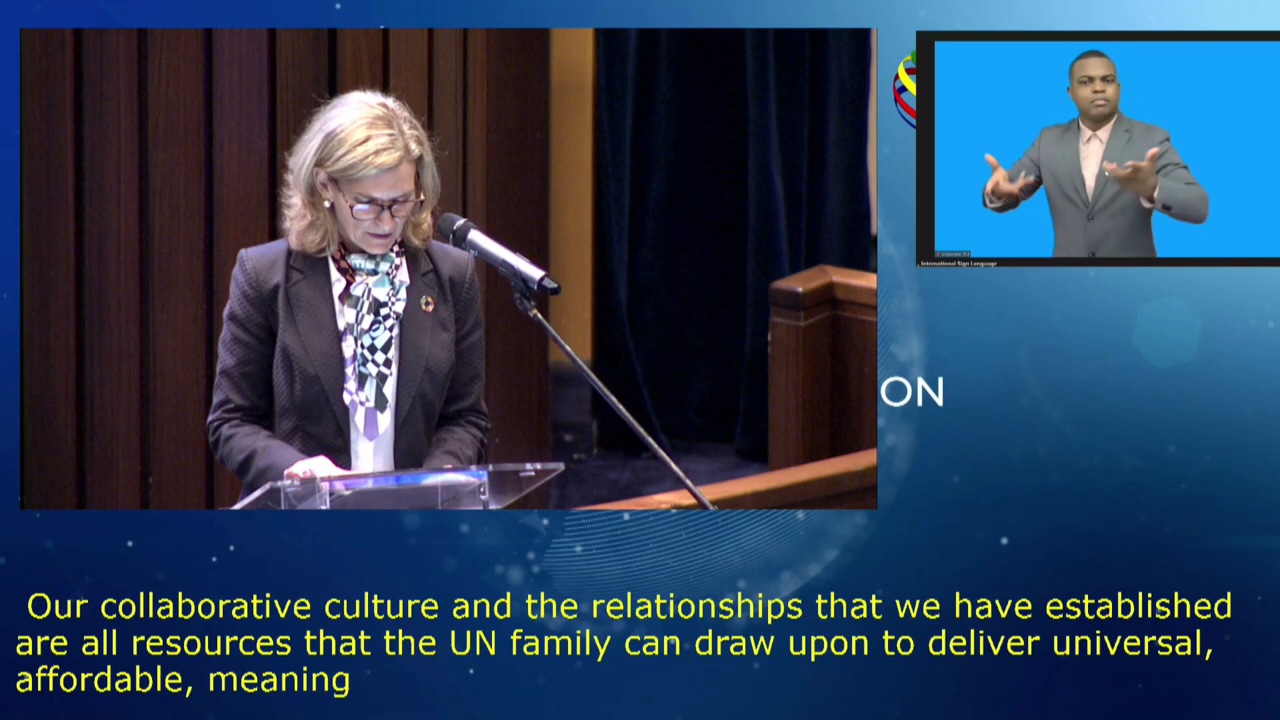 International Sign Language
ON
Our collaborative culture and the relationships that we have established
are all resources that the UN family can draw upon to deliver universal,
affordable, meaning